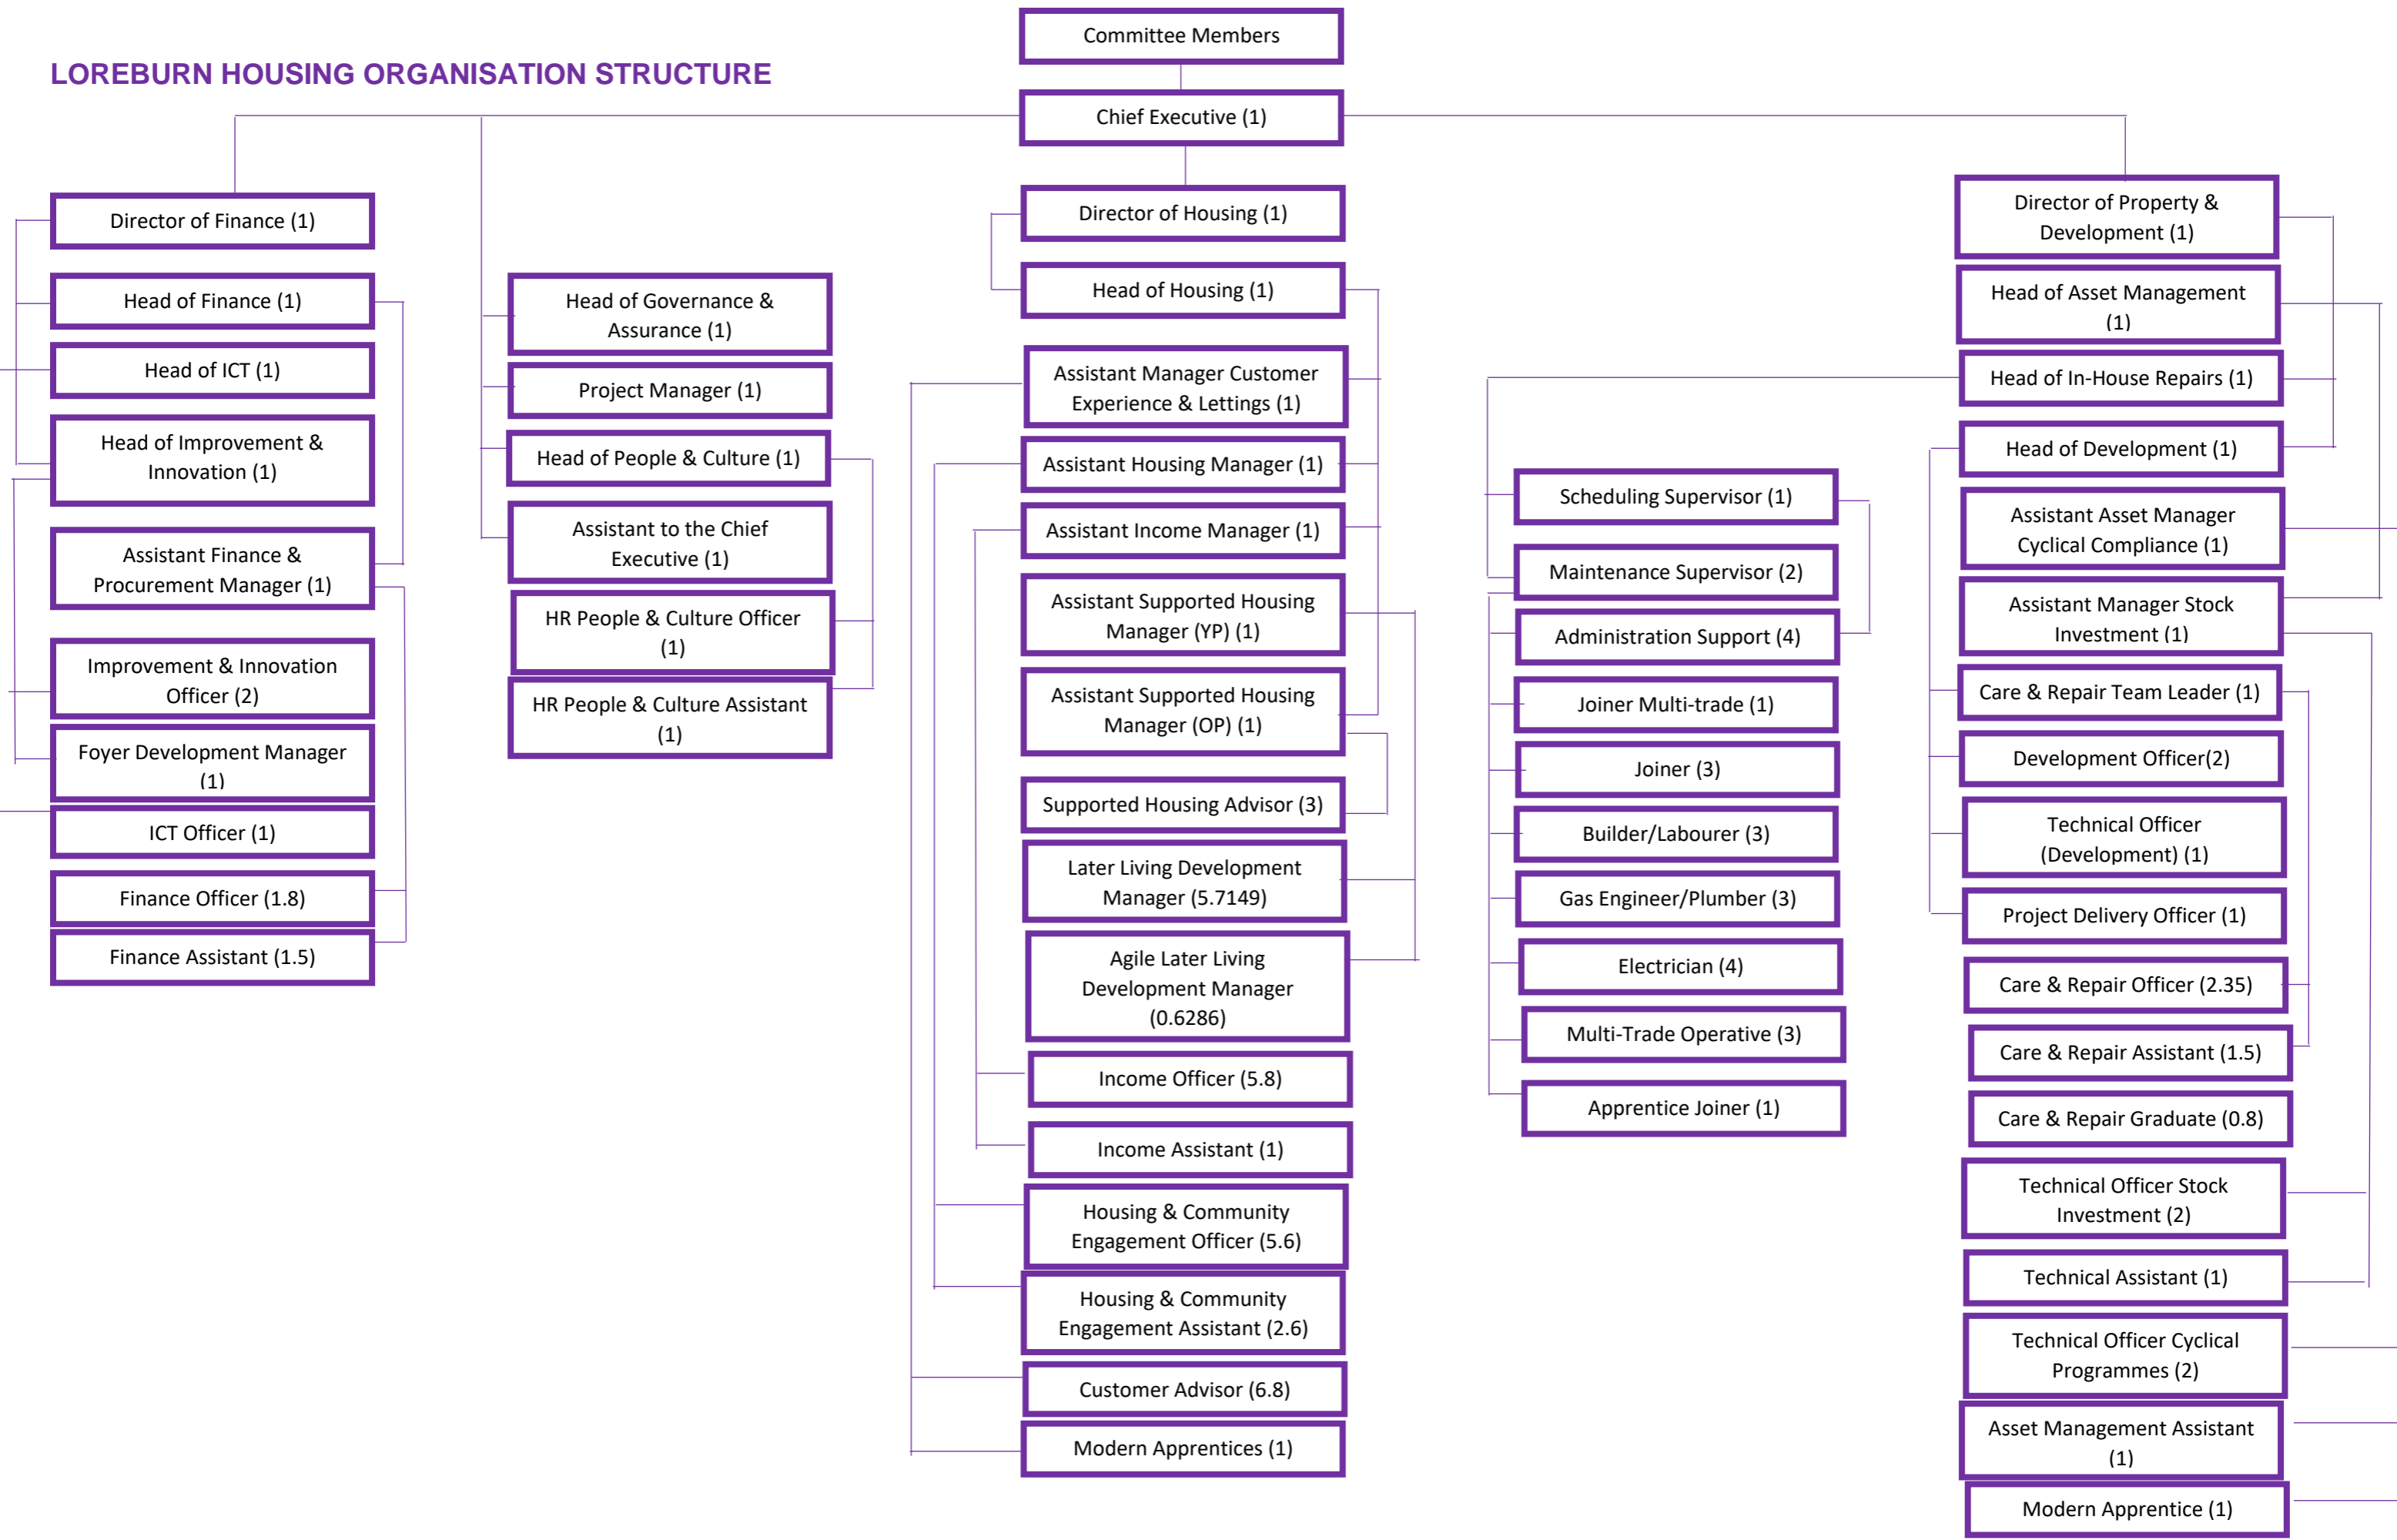 LOREBURN HOUSING ORGANISATION STRUCTURE
Committee Members
Chief Executive (1)
Director of Finance (1)
Head of Finance (1)
Head of ICT (1)
Head of Improvement &
Innovation (1)
Assistant Finance &
Procurement Manager (1)
Improvement & Innovation
Officer (2)
Foyer Development Manager
(1)
ICT Officer (1)
Finance Officer (1.8)
Finance Assistant (1.5)
Head of Governance &
Assurance (1)
Project Manager (1)
Head of People & Culture (1)
Assistant to the Chief
Executive (1)
HR People & Culture Officer
(1)
HR People & Culture Assistant
(1)
Director of Housing (1)
Head of Housing (1)
Assistant Manager Customer
Experience & Lettings (1)
Assistant Housing Manager (1)
Assistant Income Manager (1)
Assistant Supported Housing
Manager (YP) (1)
Assistant Supported Housing
Manager (OP) (1)
Supported Housing Advisor (3)
Later Living Development
Manager (5.7149)
Agile Later Living
Development Manager
(0.6286)
Income Officer (5.8)
Income Assistant (1)
Housing & Community
Engagement Officer (5.6)
Housing & Community
Engagement Assistant (2.6)
Customer Advisor (6.8)
Modern Apprentices (1)
Scheduling Supervisor (1)
Maintenance Supervisor (2)
Administration Support (4)
Joiner Multi-trade (1)
Joiner (3)
Builder/Labourer (3)
Gas Engineer/Plumber (3)
Electrician (4)
Multi-Trade Operative (3)
Apprentice Joiner (1)
Director of Property &
Development (1)
Head of Asset Management
(1)
Head of In-House Repairs (1)
Head of Development (1)
Assistant Asset Manager
Cyclical Compliance (1)
Assistant Manager Stock
Investment (1)
Care & Repair Team Leader (1)
Development Officer(2)
Technical Officer
(Development) (1)
Project Delivery Officer (1)
Care & Repair Officer (2.35)
Care & Repair Assistant (1.5)
Care & Repair Graduate (0.8)
Technical Officer Stock
Investment (2)
Technical Assistant (1)
Technical Officer Cyclical
Programmes (2)
Asset Management Assistant
(1)
Modern Apprentice (1)